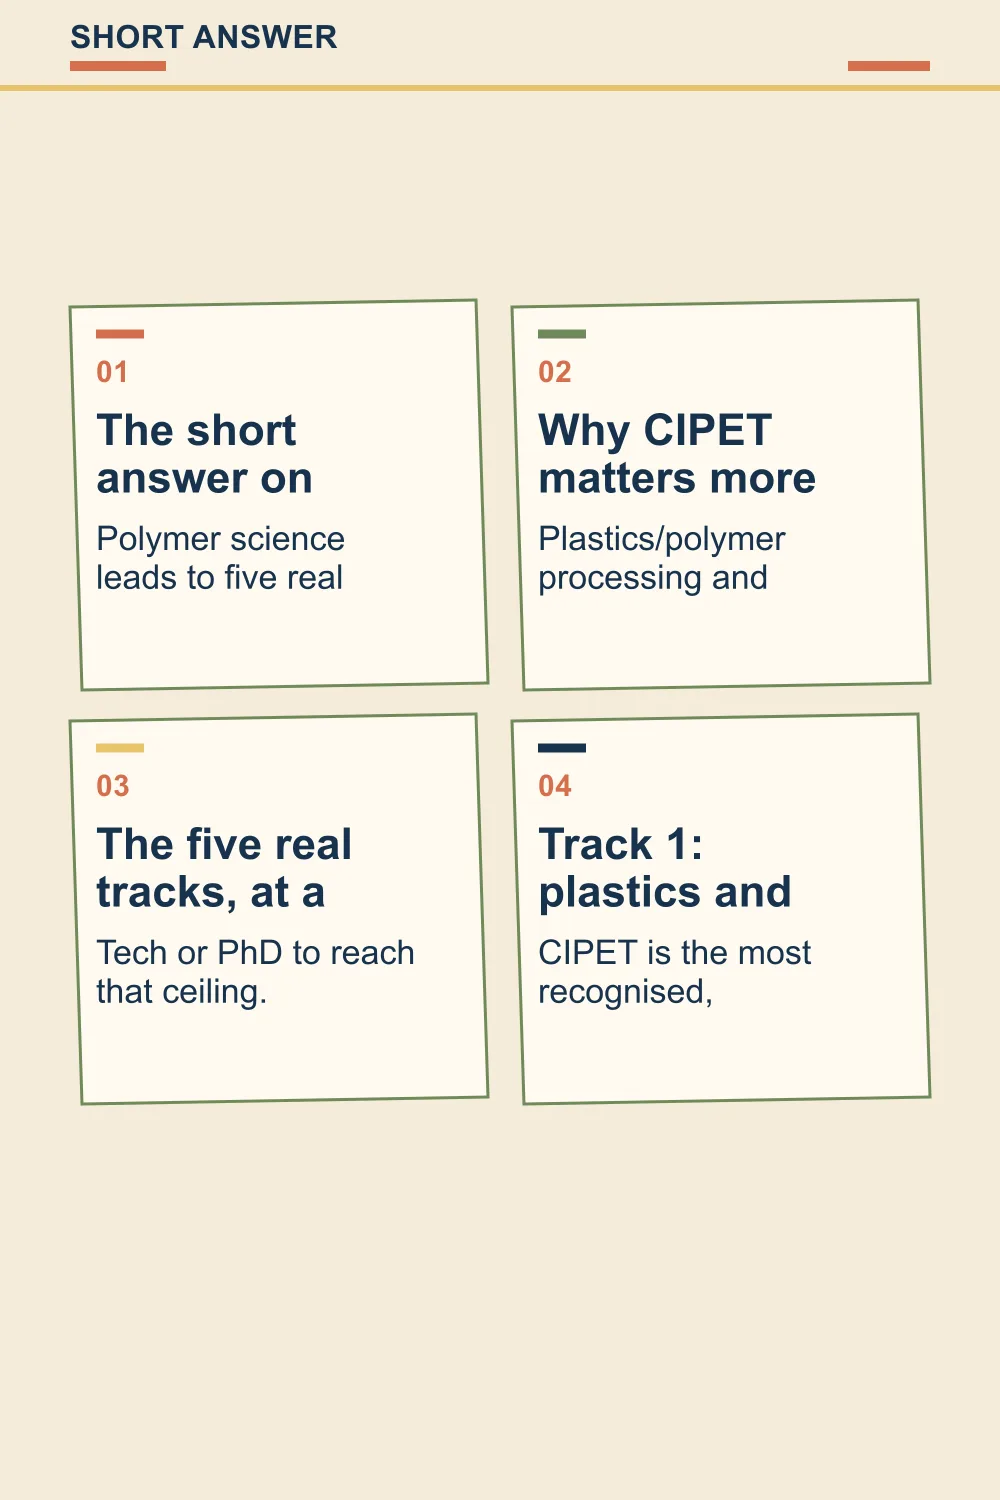 SHORT ANSWER
01
The short
answer on
Polymer science
leads to five real
02
Why CIPET
matters more
Plastics/polymer
processing and
03
The five real
tracks, at a
Tech or PhD to reach
that ceiling.
04
Track 1:
plastics and
CIPET is the most
recognised,